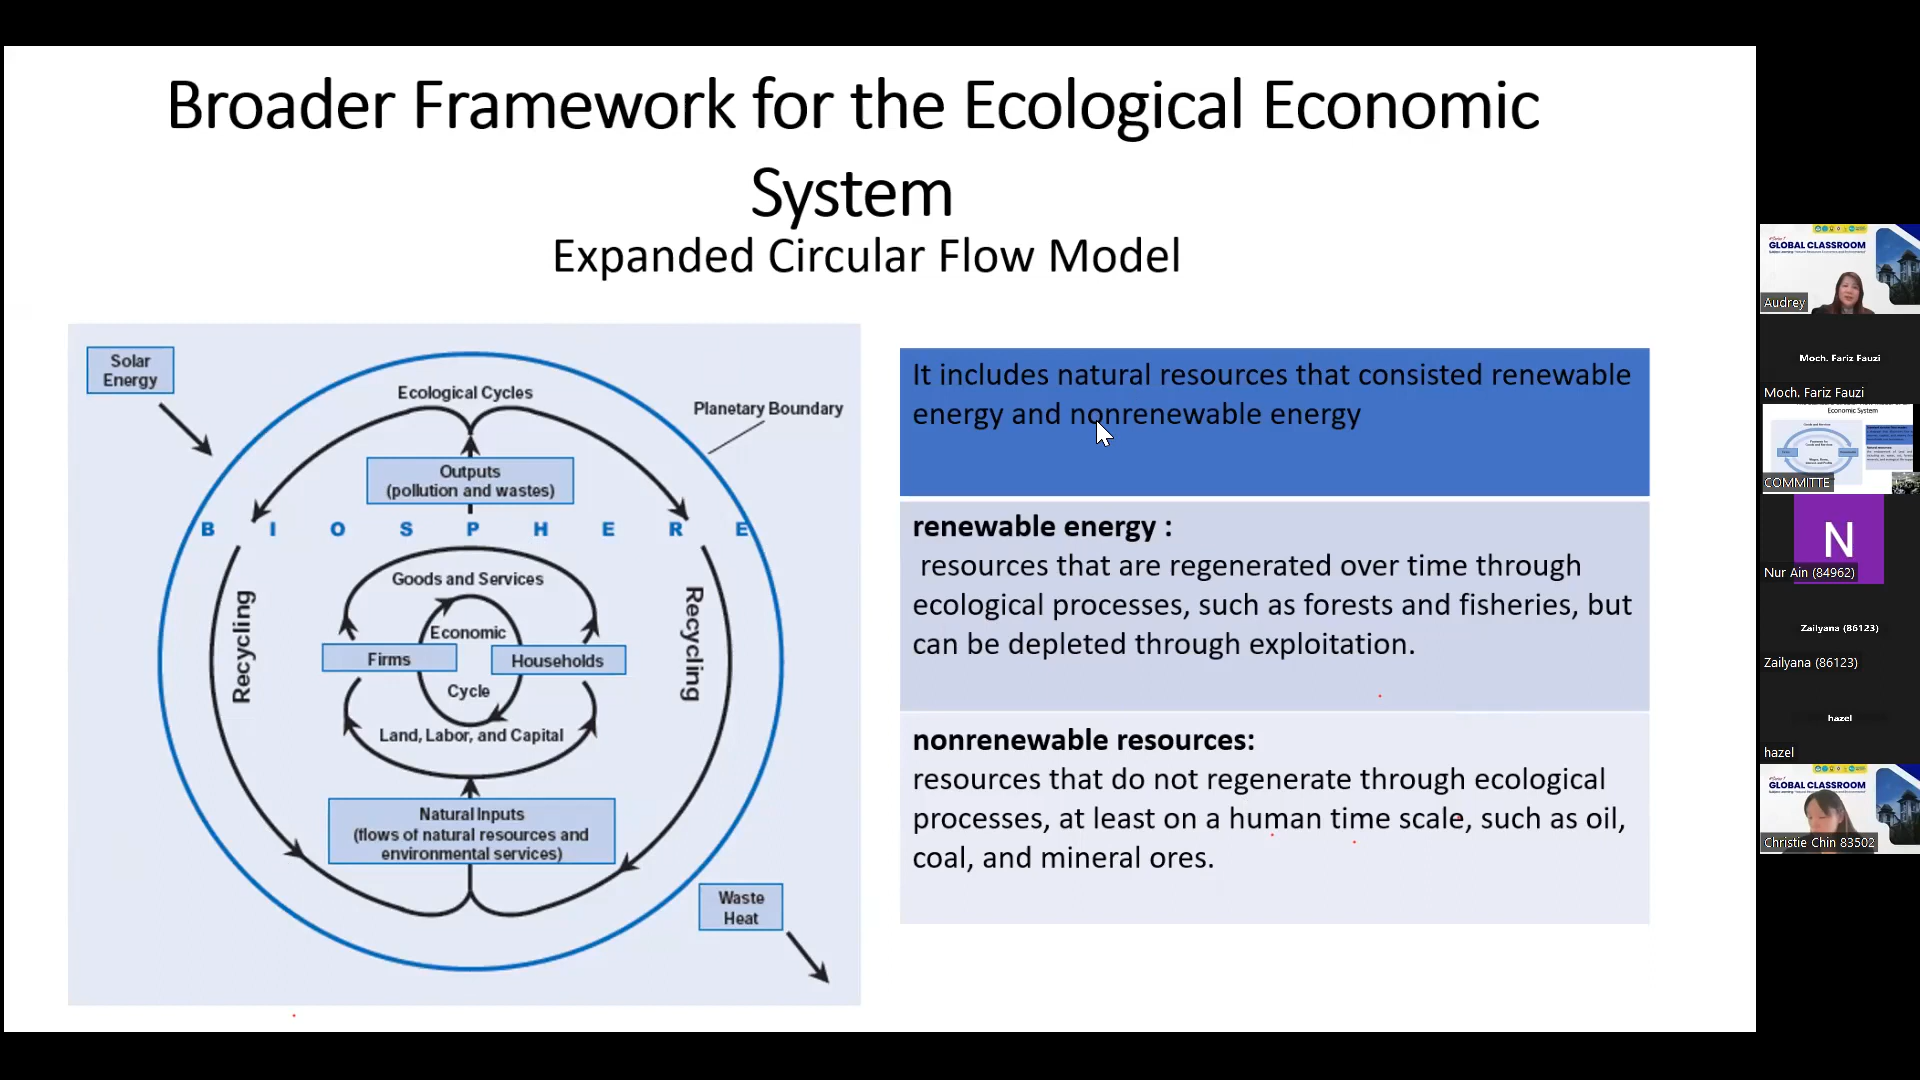 Broader Framework for the Ecological Economic
System
Expanded Circular Flow Model
Solar
Energy
Ecological Cycles
Planetary Boundary
Outputs
(pollution and wastes)
B I O S P H E R E
Goods and Services
Recycling
Recycling
Economic
Firms
Households
Cycle
Land, Labor, and Capital
Natural Inputs
(flows of natural resources and
environmental services)
Waste
Heat
It includes natural resources that consisted renewable
energy and nonrenewable energy
renewable energy :
resources that are regenerated over time through
ecological processes, such as forests and fisheries, but
can be depleted through exploitation.
nonrenewable resources:
resources that do not regenerate through ecological
processes, at least on a human time scale, such as oil,
coal, and mineral ores.
GLOBAL CLASSROOM
Audrey
Moch. Fariz Fauzi
Moch. Fariz Fauzi
Economic System
COMMITTE
N
Nur Ain (84962)
Zailyana (86123)
Zailyana (86123)
hazel
hazel
GLOBAL CLASSROOM
Christie Chin 83502